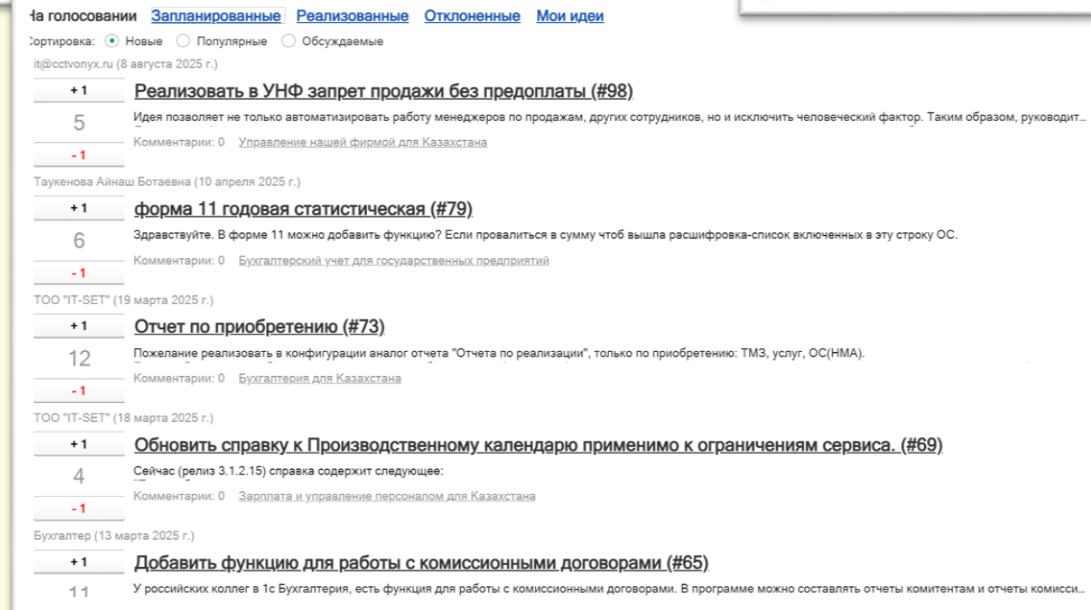 На голосовании Запланированные Реализованные Отклоненные Мои идеи
Сортировка: Новые Популярные Обсуждаемые
it@cctvonyx.ru (8 августа 2025 г.)
+ 1
Реализовать в УНФ запрет продажи без предоплаты (#98)
5
Идея позволяет не только автоматизировать работу менеджеров по продажам, других сотрудников, но и исключить человеческий фактор. Таким образом, руководит...
Комментарии: 0 Управление нашей фирмой для Казахстана
- 1
Таукенова Айнаш Ботаевна (10 апреля 2025 г.)
+ 1
форма 11 годовая статистическая (#79)
6
Здравствуйте. В форме 11 можно добавить функцию? Если провалиться в сумму чтоб вышла расшифровка-список включенных в эту строку ОС.
Комментарии: 0 Бухгалтерский учет для государственных предприятий
- 1
ТОО "IT-SET" (19 марта 2025 г.)
+ 1
Отчет по приобретению (#73)
12
Пожелание реализовать в конфигурации аналог отчета "Отчета по реализации", только по приобретению: ТМЗ, услуг, ОС(НМА).
Комментарии: 0 Бухгалтерия для Казахстана
- 1
ТОО "IT-SET" (18 марта 2025 г.)
+ 1
Обновить справку к Производственному календарю применимо к ограничениям сервиса. (#69)
4
Сейчас (релиз 3.1.2.15) справка содержит следующее:
Комментарии: 0 Зарплата и управление персоналом для Казахстана
- 1
Бухгалтер (13 марта 2025 г.)
+ 1
Добавить функцию для работы с комиссионными договорами (#65)
11
У российских коллег в 1с Бухгалтерия, есть функция для работы с комиссионными договорами. В программе можно составлять отчеты комитентам и отчеты комисси...